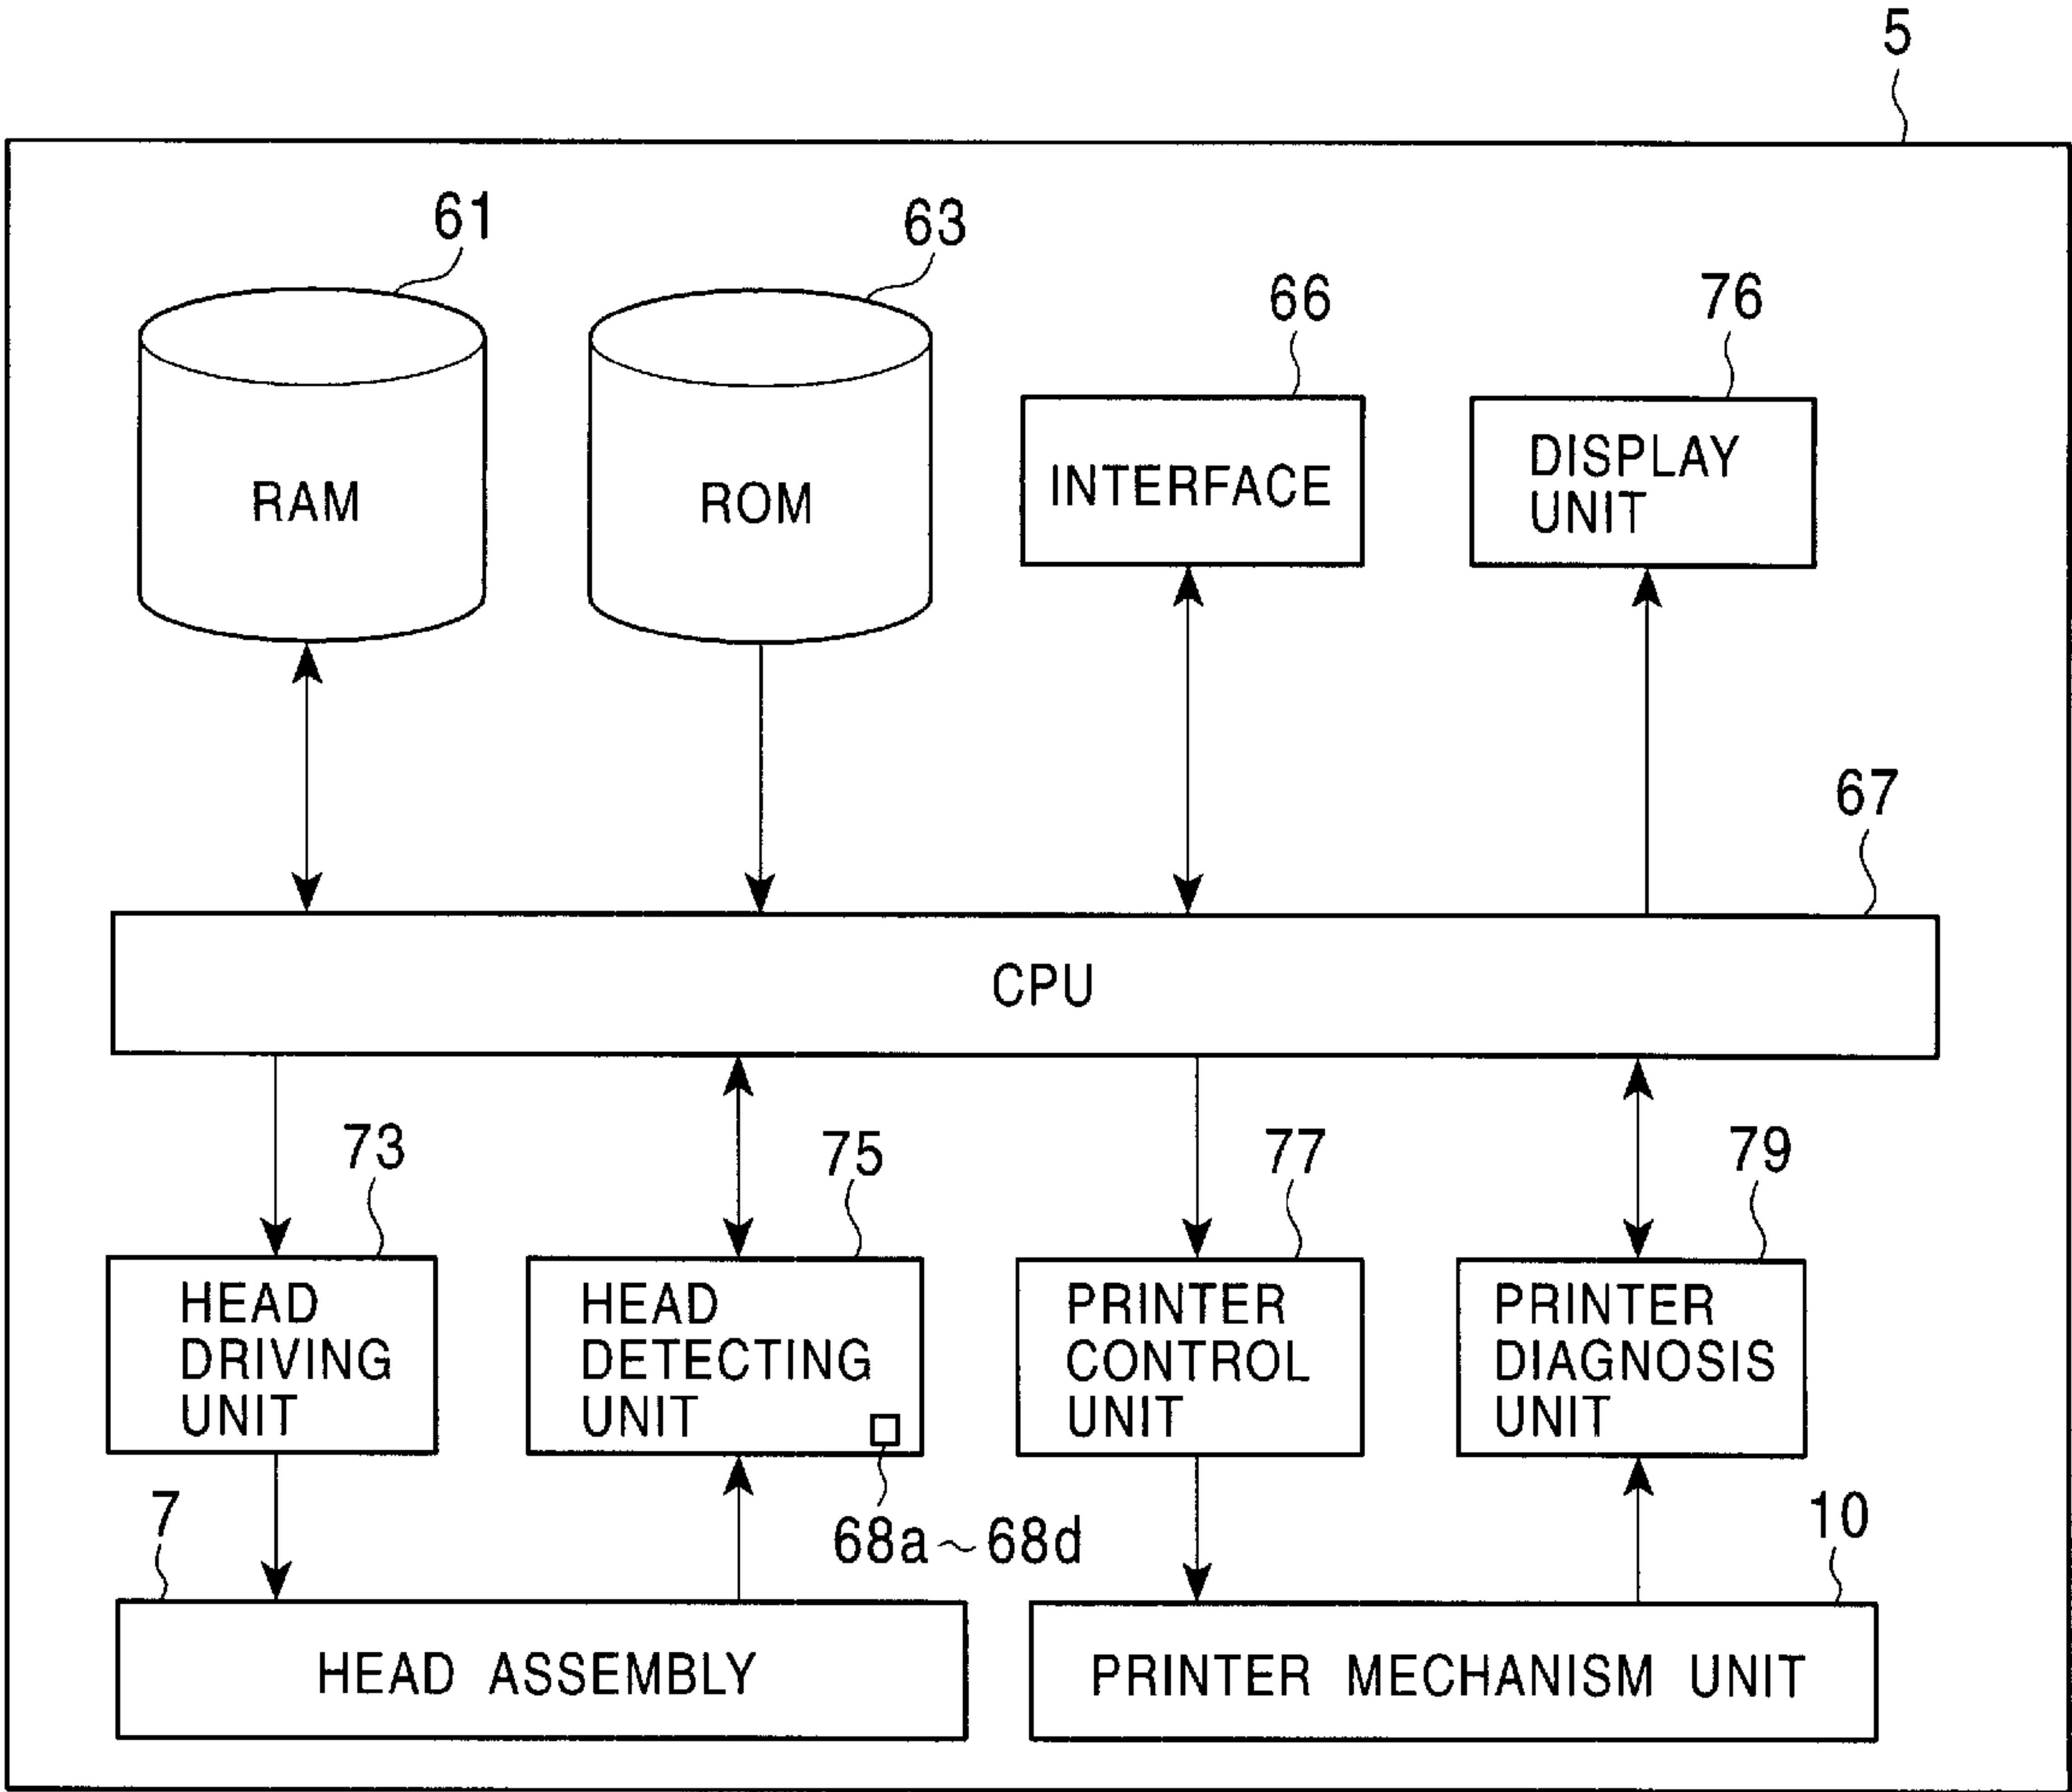 5
61
63
66
76
RAM
ROM
INTERFACE
DISPLAY
UNIT
67
CPU
73
75
77
79
HEAD
DRIVING
UNIT
HEAD
DETECTING
UNIT
PRINTER
CONTROL
UNIT
PRINTER
DIAGNOSIS
UNIT
7
68a~68d
10
HEAD ASSEMBLY
PRINTER MECHANISM UNIT